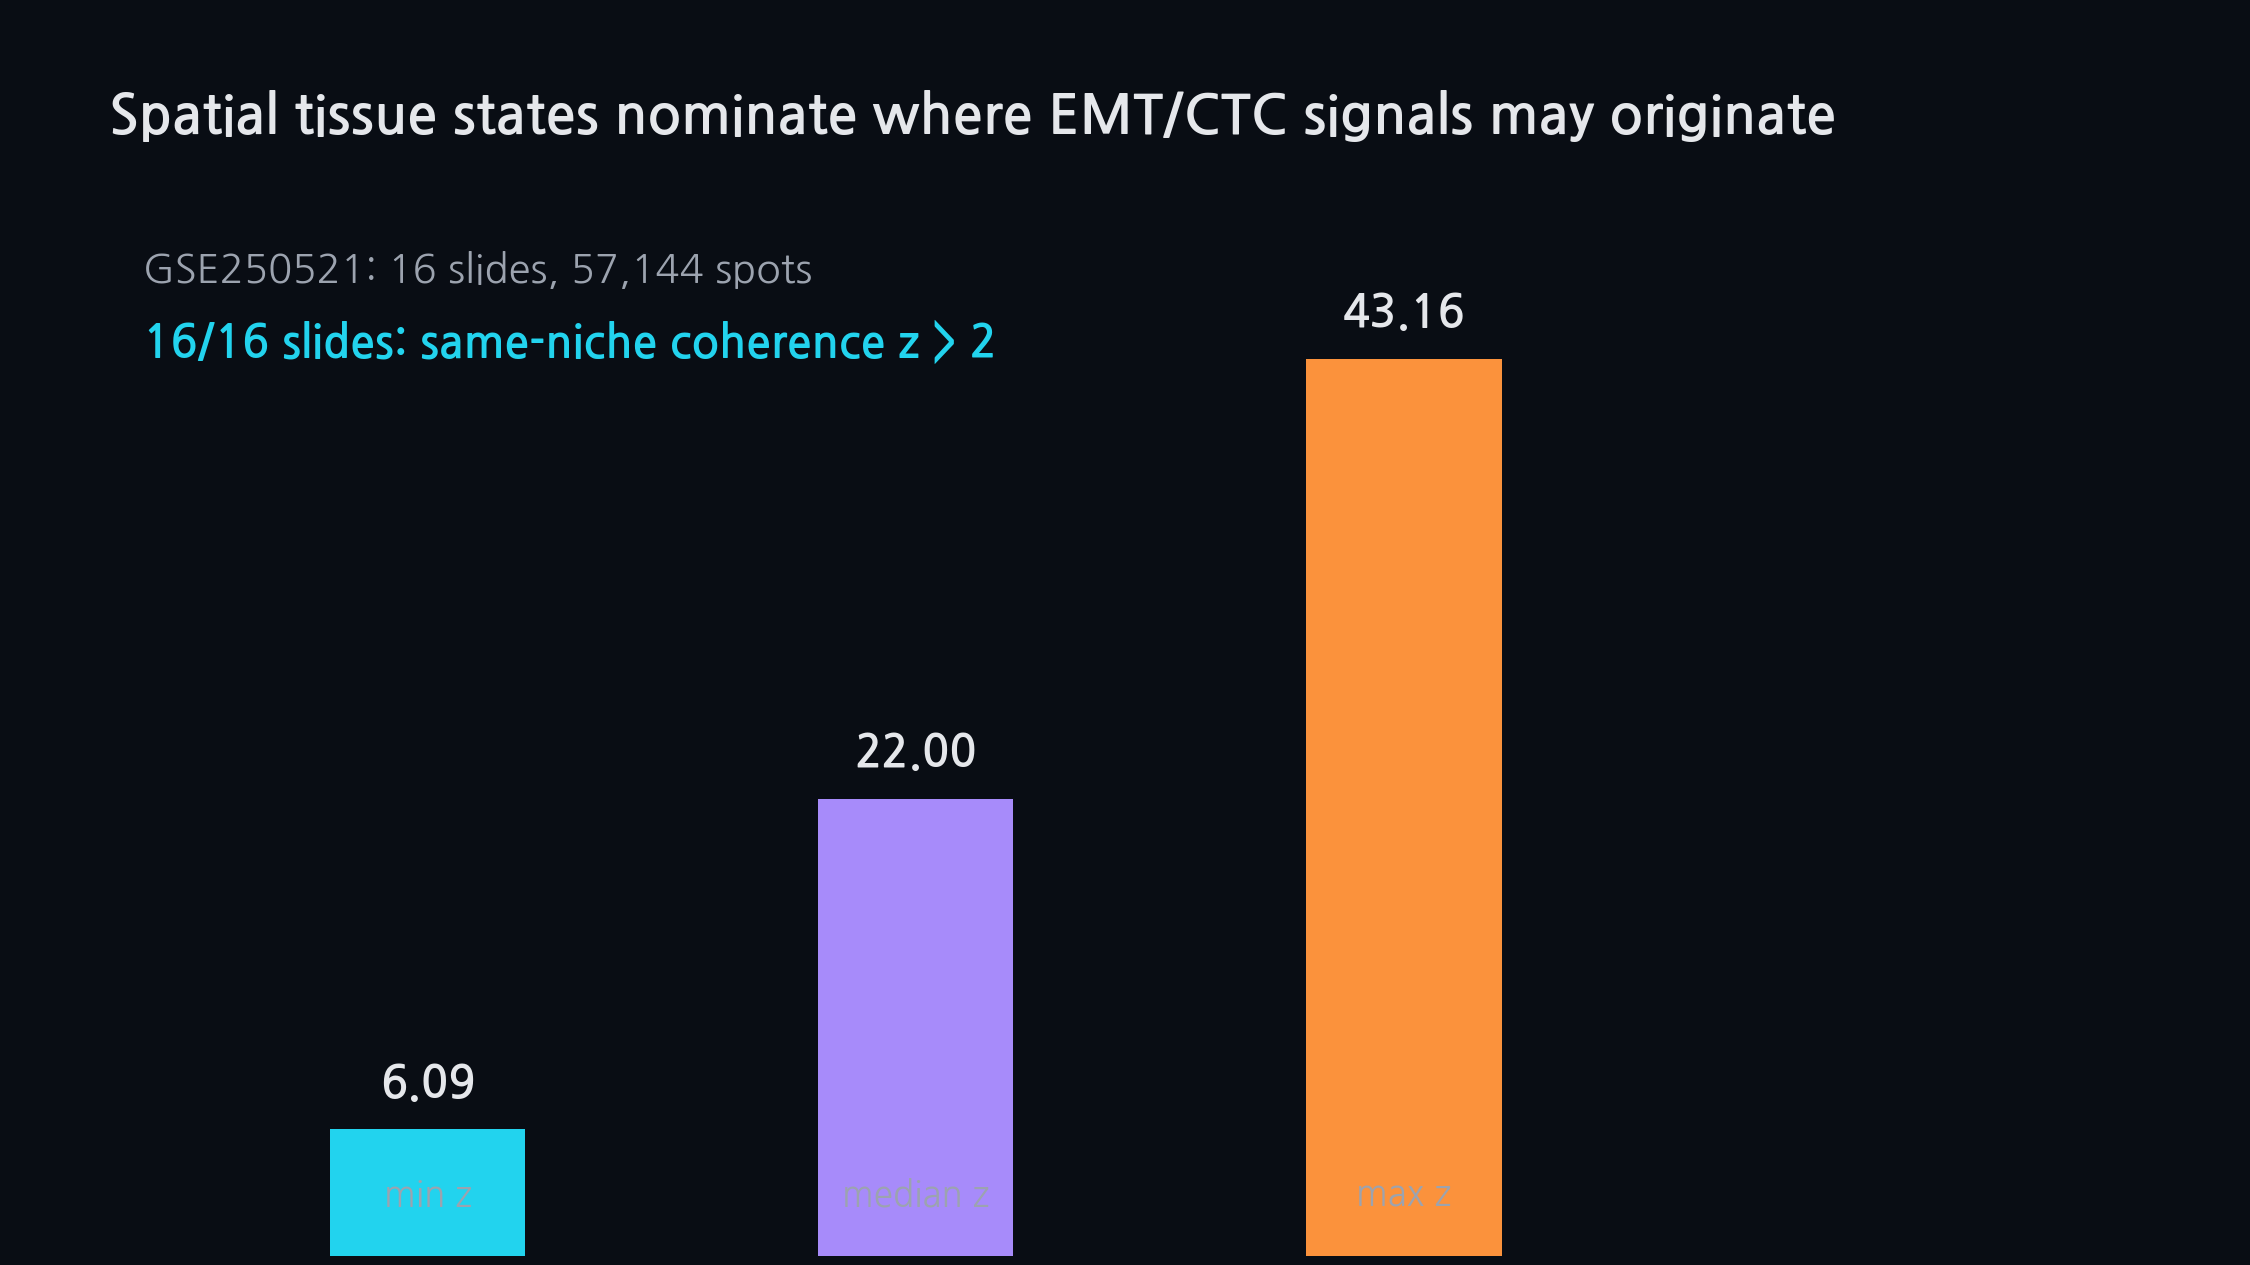 Spatial tissue states nominate where EMT/CTC signals may originate
GSE250521: 16 slides, 57,144 spots
16/16 slides: same-niche coherence z > 2
43.16
22.00
6.09
min z
median z
max z